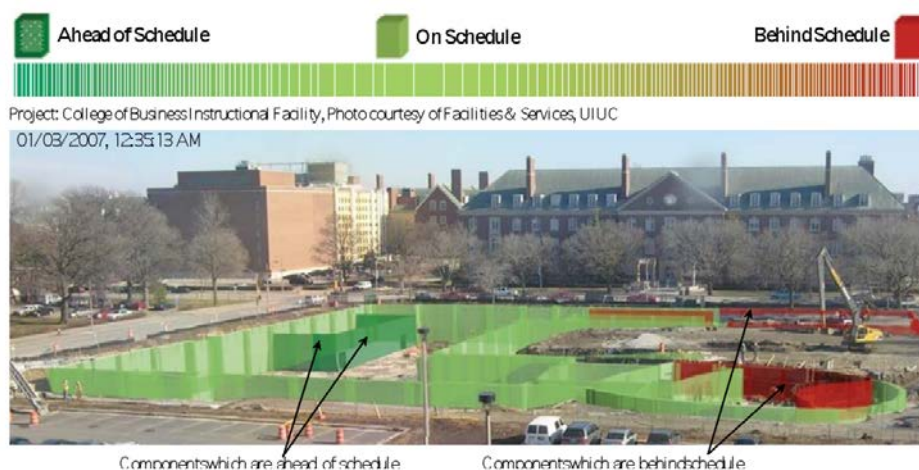 Ahead of Schedule On Schedule Behind Schedule
Project: College of Business Instructional Facility, Photo courtesy of Facilities & Services, UIUC
01/03/2007, 12:35:13 AM
Components which are ahead of schedule Components which are behind schedule